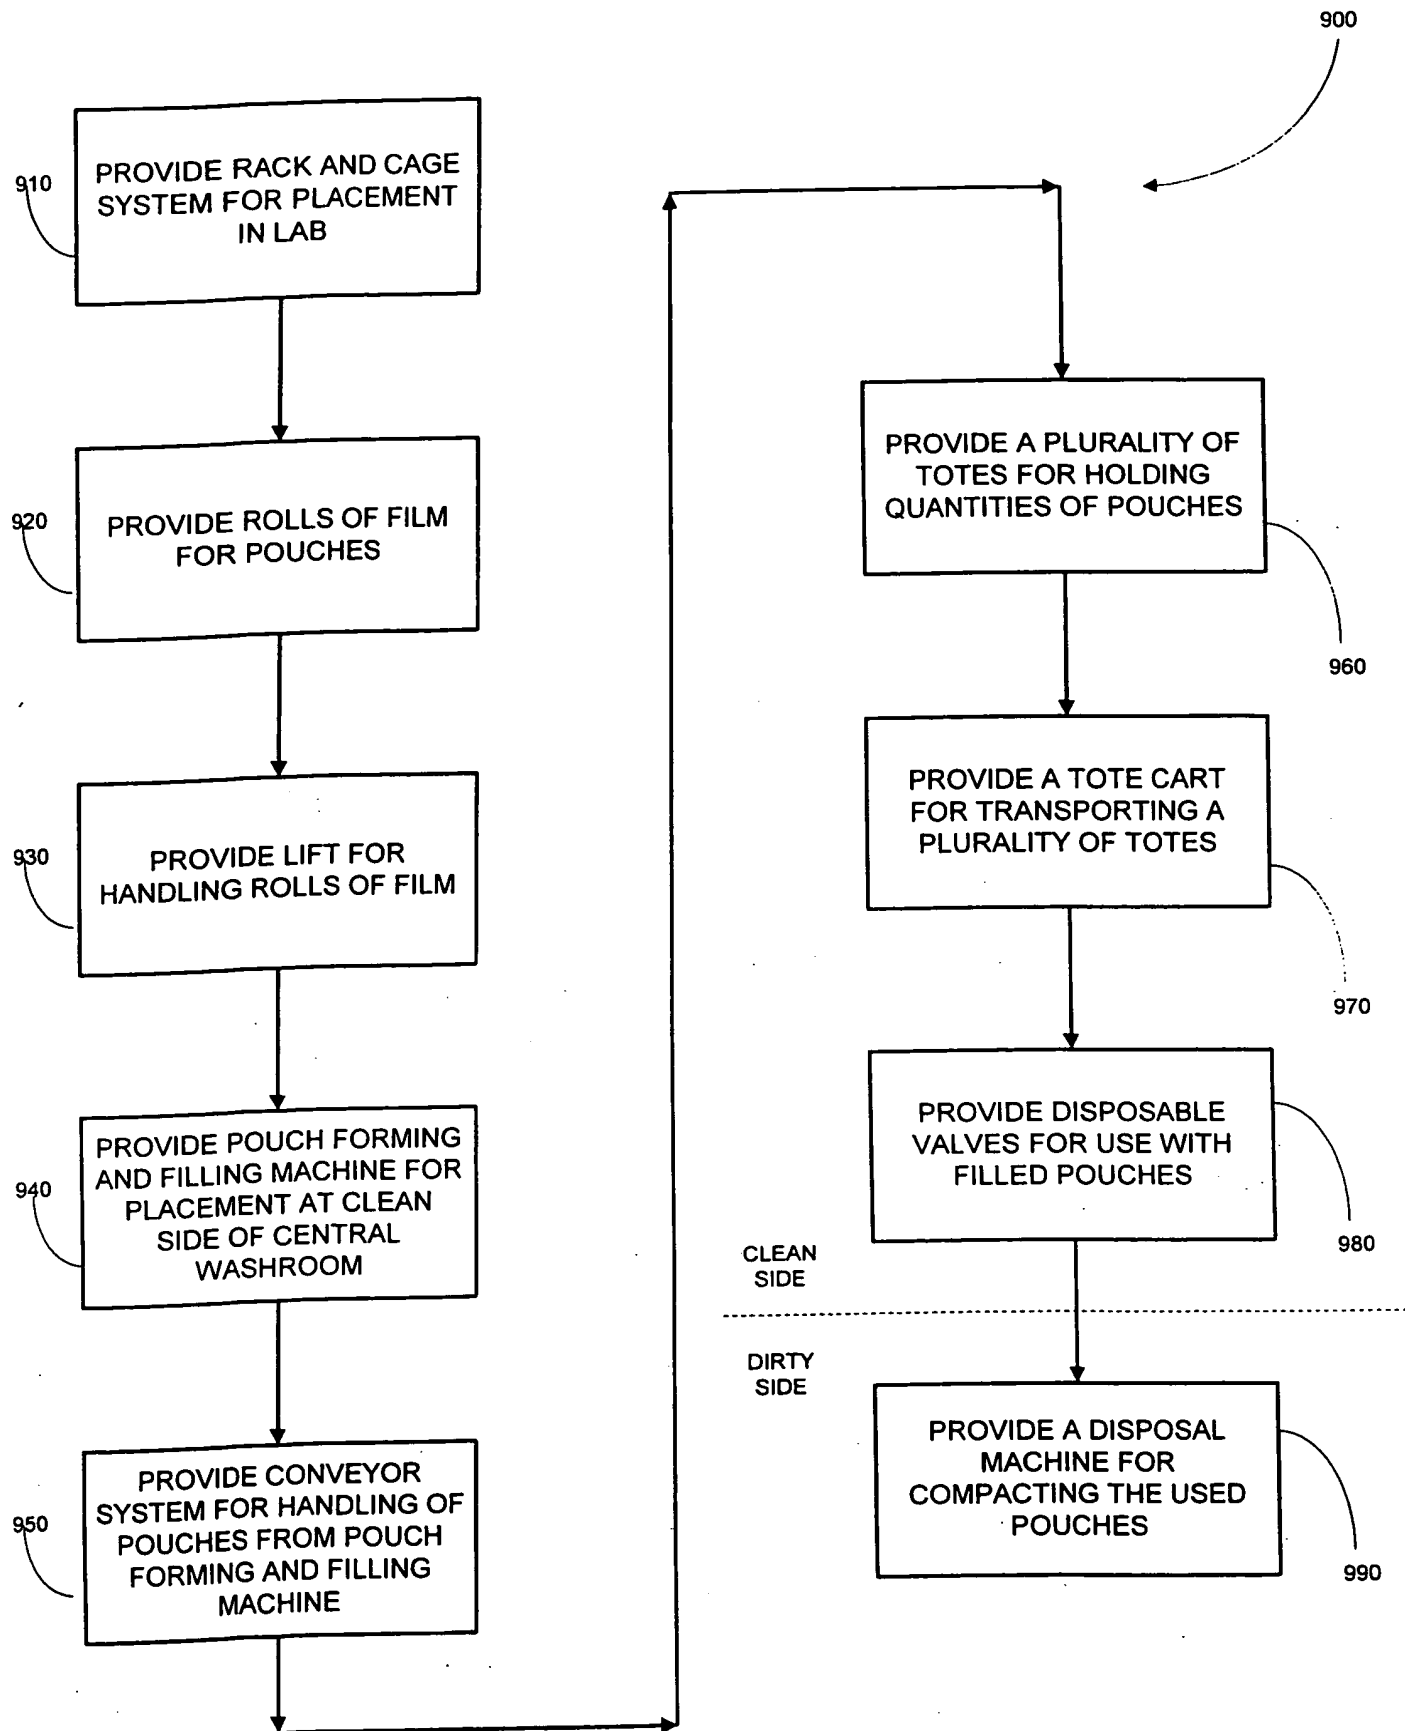 900
910
PROVIDE RACK AND CAGE
SYSTEM FOR PLACEMENT
IN LAB
920
PROVIDE ROLLS OF FILM
FOR POUCHES
930
PROVIDE LIFT FOR
HANDLING ROLLS OF FILM
940
PROVIDE POUCH FORMING
AND FILLING MACHINE FOR
PLACEMENT AT CLEAN
SIDE OF CENTRAL
WASHROOM
950
PROVIDE CONVEYOR
SYSTEM FOR HANDLING OF
POUCHES FROM POUCH
FORMING AND FILLING
MACHINE
PROVIDE A PLURALITY OF
TOTES FOR HOLDING
QUANTITIES OF POUCHES
960
PROVIDE A TOTE CART
FOR TRANSPORTING A
PLURALITY OF TOTES
970
PROVIDE DISPOSABLE
VALVES FOR USE WITH
FILLED POUCHES
980
CLEAN
SIDE
DIRTY
SIDE
PROVIDE A DISPOSAL
MACHINE FOR
COMPACTING THE USED
POUCHES
990